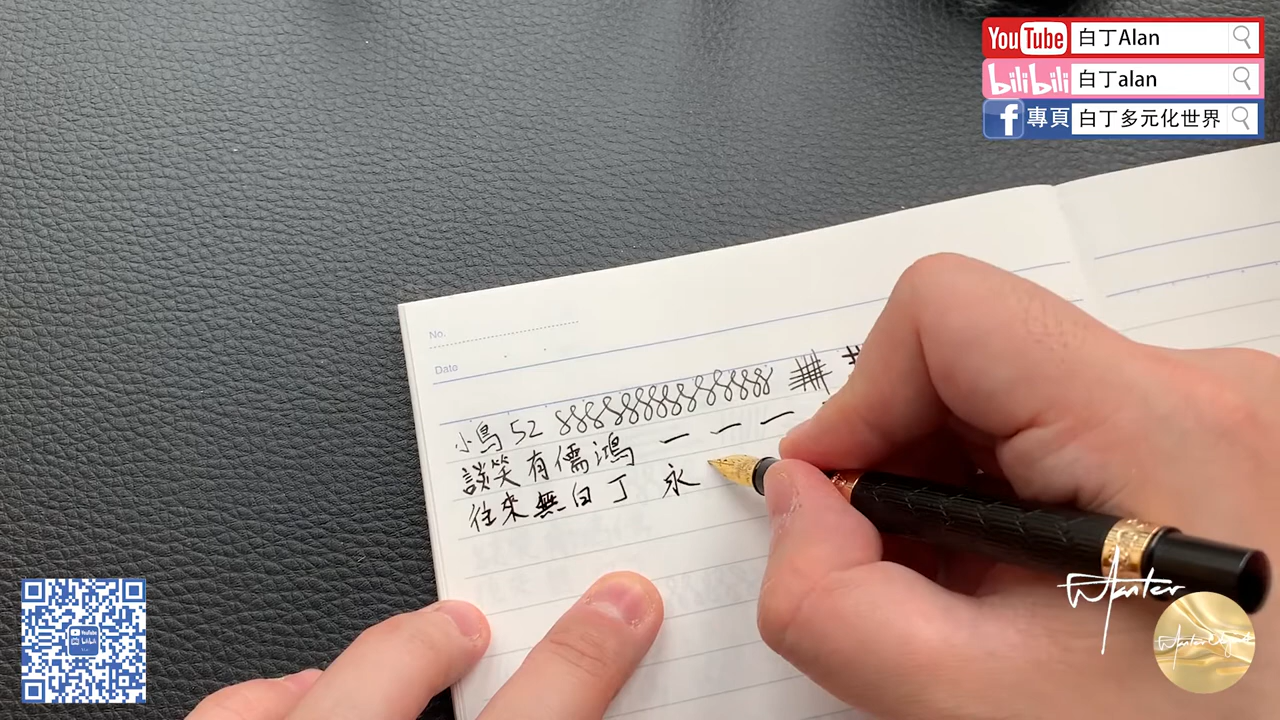 YouTube 白丁Alan
bilibili 白丁alan
f 專頁 白丁多元化世界
No.
Date
小鳥 52
談笑有儒鴻 一 一 一
往來無白丁 永